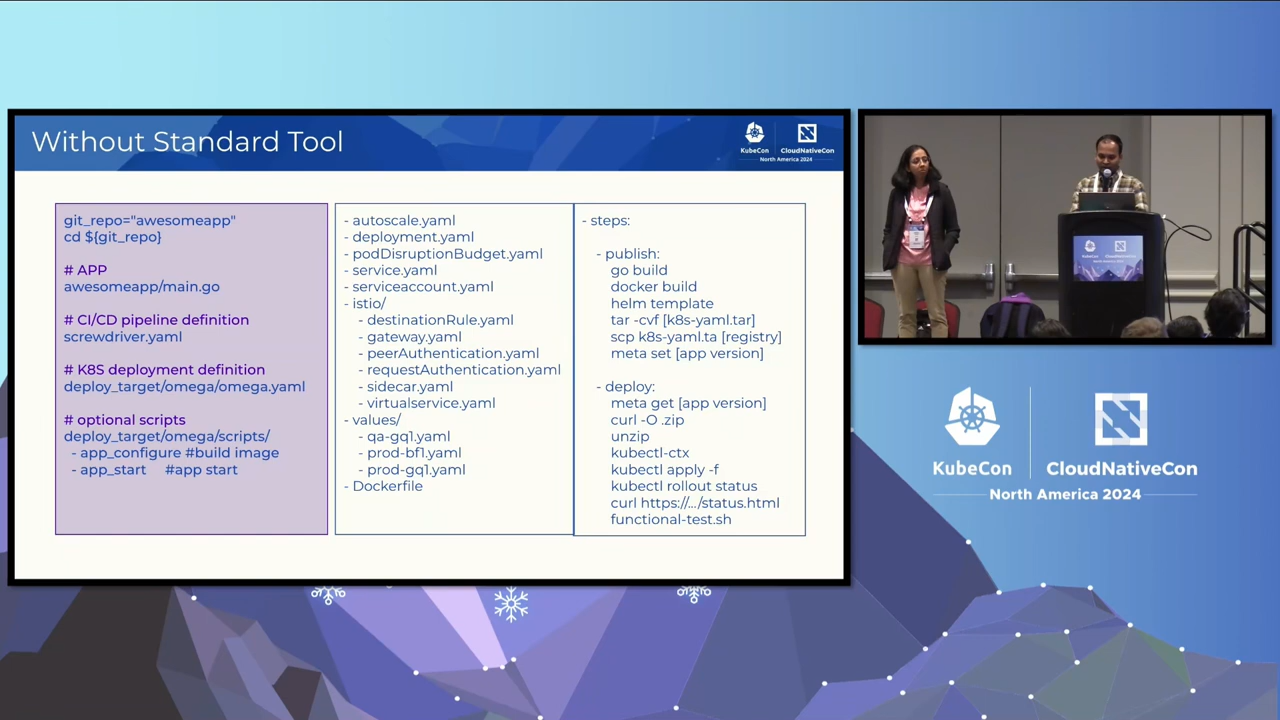 Without Standard Tool
KubeCon
CloudNativeCon
North America 2024
git_repo="awesomeapp"
cd ${git_repo}
# APP
awesomeapp/main.go
# CI/CD pipeline definition
screwdriver.yaml
# K8S deployment definition
deploy_target/omega/omega.yaml
# optional scripts
deploy_target/omega/scripts/
- app_configure #build image
- app_start #app start
- autoscale.yaml
- deployment.yaml
- podDisruptionBudget.yaml
- service.yaml
- serviceaccount.yaml
- istio/
- destinationRule.yaml
- gateway.yaml
- peerAuthentication.yaml
- requestAuthentication.yaml
- sidecar.yaml
- virtualservice.yaml
- values/
- qa-gq1.yaml
- prod-bf1.yaml
- prod-gq1.yaml
- Dockerfile
- steps:
- publish:
go build
docker build
helm template
tar -cvf [k8s-yaml.tar]
scp k8s-yaml.ta [registry]
meta set [app version]
- deploy:
meta get [app version]
curl -O .zip
unzip
kubectl-ctx
kubectl apply -f
kubectl rollout status
curl https://.../status.html
functional-test.sh
KubeCon
CloudNativeCon
North America 2024